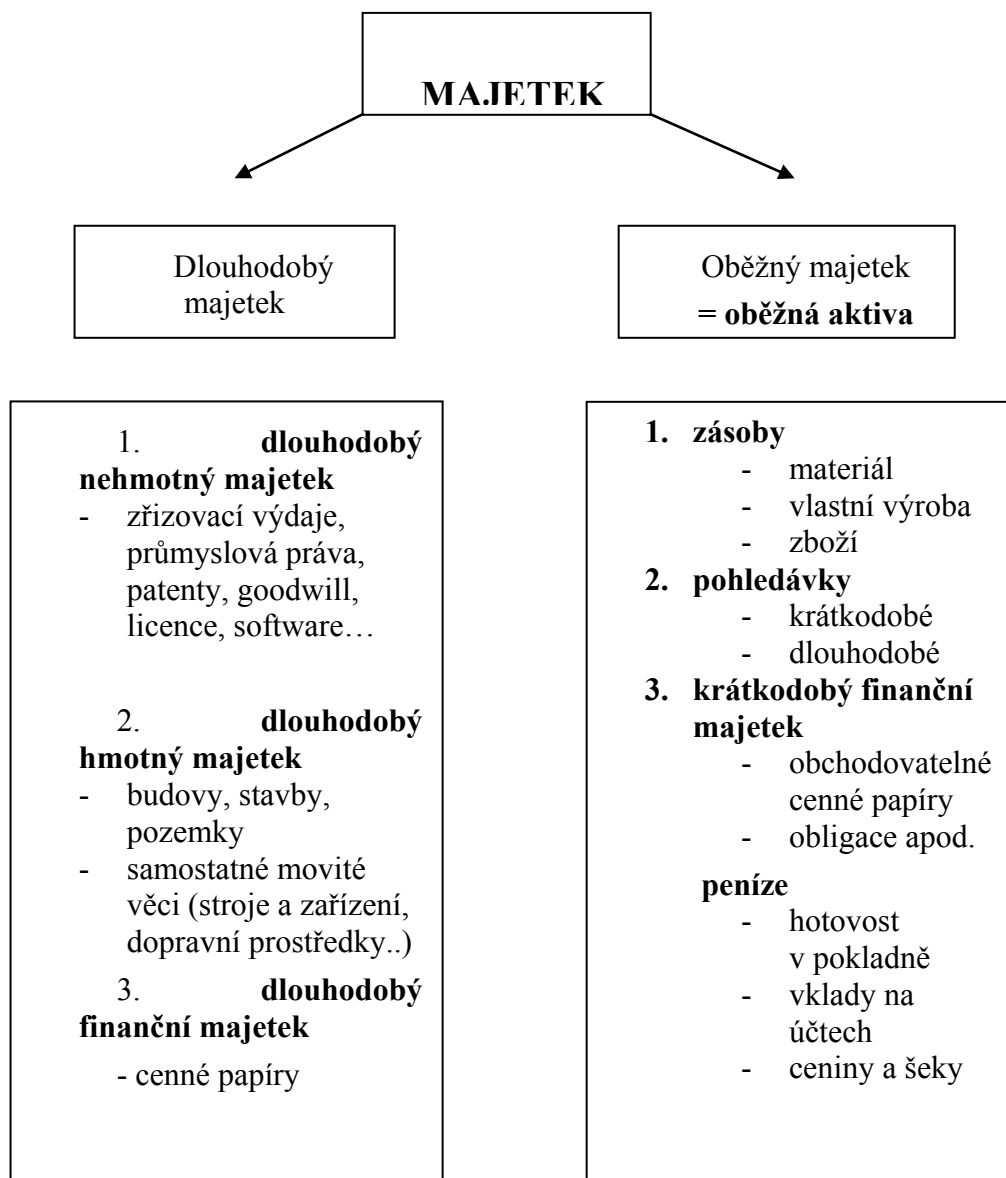 MAJETEK
Dlouhodobý
majetek
Oběžný majetek
= oběžná aktiva
1. dlouhodobý
nehmotný majetek
- zřizovací výdaje,
průmyslová práva,
patenty, goodwill,
licence, software…
2. dlouhodobý
hmotný majetek
- budovy, stavby,
pozemky
- samostatné movité
věci (stroje a zařízení,
dopravní prostředky..)
3. dlouhodobý
finanční majetek
- cenné papíry
1. zásoby
- materiál
- vlastní výroba
- zboží
2. pohledávky
- krátkodobé
- dlouhodobé
3. krátkodobý finanční
majetek
- obchodovatelné
cenné papíry
- obligace apod.
peníze
- hotovost
v pokladně
- vklady na
účtech
- ceniny a šeky